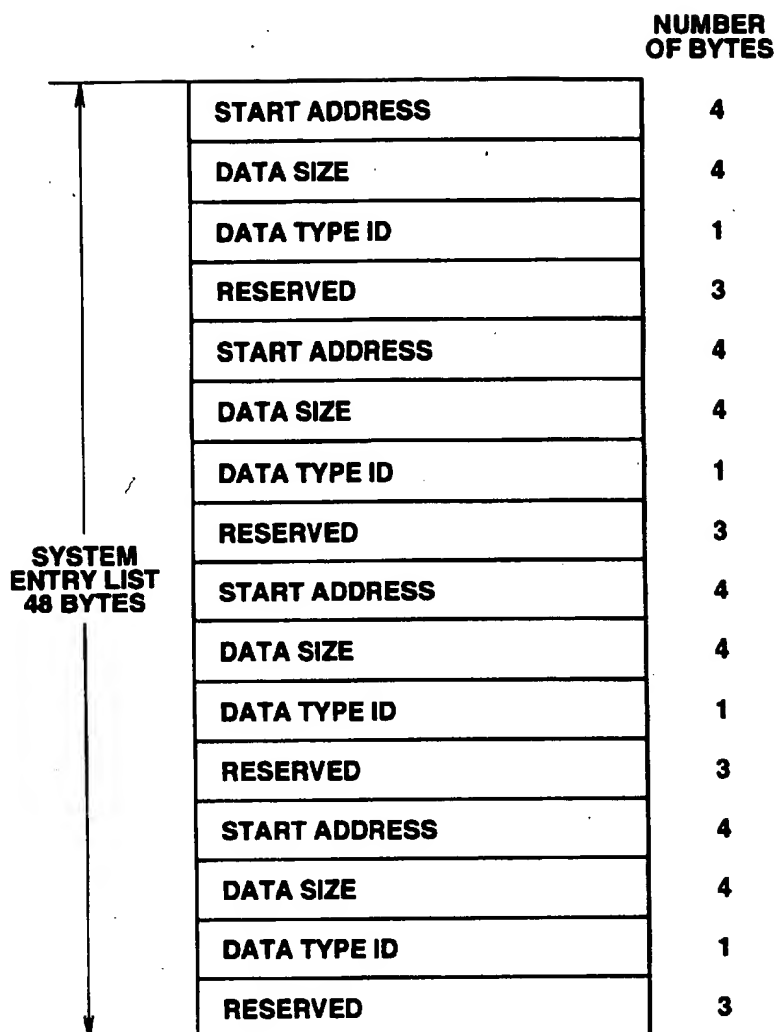 NUMBER
OF BYTES
START ADDRESS 4
DATA SIZE 4
DATA TYPE ID 1
RESERVED 3
START ADDRESS 4
DATA SIZE 4
DATA TYPE ID 1
RESERVED 3
SYSTEM
ENTRY LIST
48 BYTES
START ADDRESS 4
DATA SIZE 4
DATA TYPE ID 1
RESERVED 3
START ADDRESS 4
DATA SIZE 4
DATA TYPE ID 1
RESERVED 3